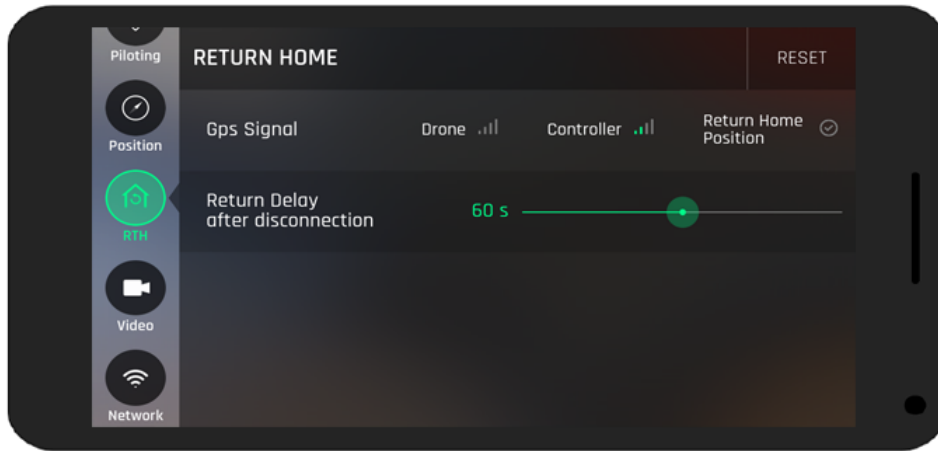 Piloting
RETURN HOME
RESET
Position
Gps Signal
Drone
Controller
Return Home
Position
RTH
Return Delay
after disconnection
60 s
Video
Network